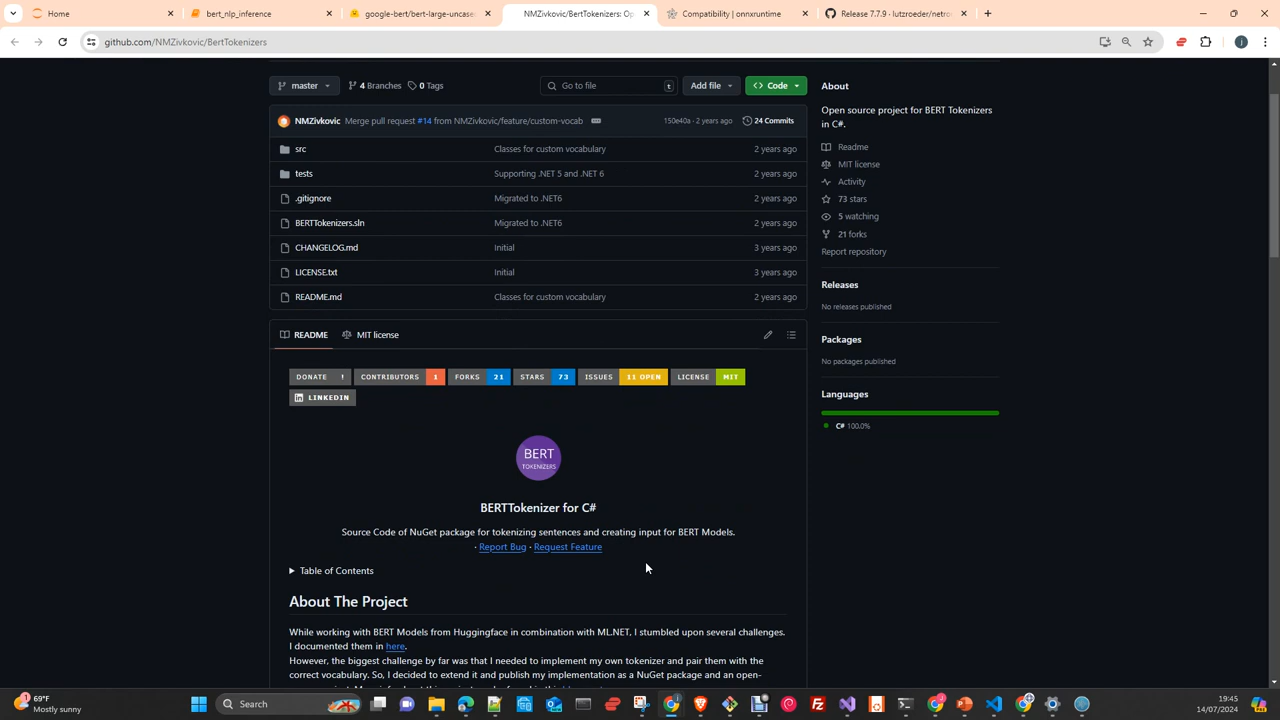 Home
bert_nlp_inference
google-bert/bert-large-uncase
NMZivkovic/BertTokenizers: Op
Compatibility | onnxruntime
Release 7.7.9 · lutzroeder/netro
github.com/NMZivkovic/BertTokenizers
master
4 Branches
0 Tags
Go to file
t
Add file
Code
NMZivkovic Merge pull request #14 from NMZivkovic/feature/custom-vocab
150e40a · 2 years ago
24 Commits
src Classes for custom vocabulary 2 years ago
tests Supporting .NET 5 and .NET 6 2 years ago
.gitignore Migrated to .NET6 2 years ago
BERTTokenizers.sln Migrated to .NET6 2 years ago
CHANGELOG.md Initial 3 years ago
LICENSE.txt Initial 3 years ago
README.md Classes for custom vocabulary 2 years ago
README
MIT license
DONATE ! CONTRIBUTORS 1 FORKS 21 STARS 73 ISSUES 11 OPEN LICENSE MIT
LINKEDIN
BERT
TOKENIZERS
BERTTokenizer for C#
Source Code of NuGet package for tokenizing sentences and creating input for BERT Models.
· Report Bug · Request Feature
Table of Contents
About The Project
While working with BERT Models from Huggingface in combination with ML.NET, I stumbled upon several challenges.
I documented them in here.
However, the biggest challenge by far was that I needed to implement my own tokenizer and pair them with the
correct vocabulary. So, I decided to extend it and publish my implementation as a NuGet package and an open-
About
Open source project for BERT Tokenizers
in C#.
Readme
MIT license
Activity
73 stars
5 watching
21 forks
Report repository
Releases
No releases published
Packages
No packages published
Languages
C# 100.0%
69°F
Mostly sunny
Search
19:45
14/07/2024